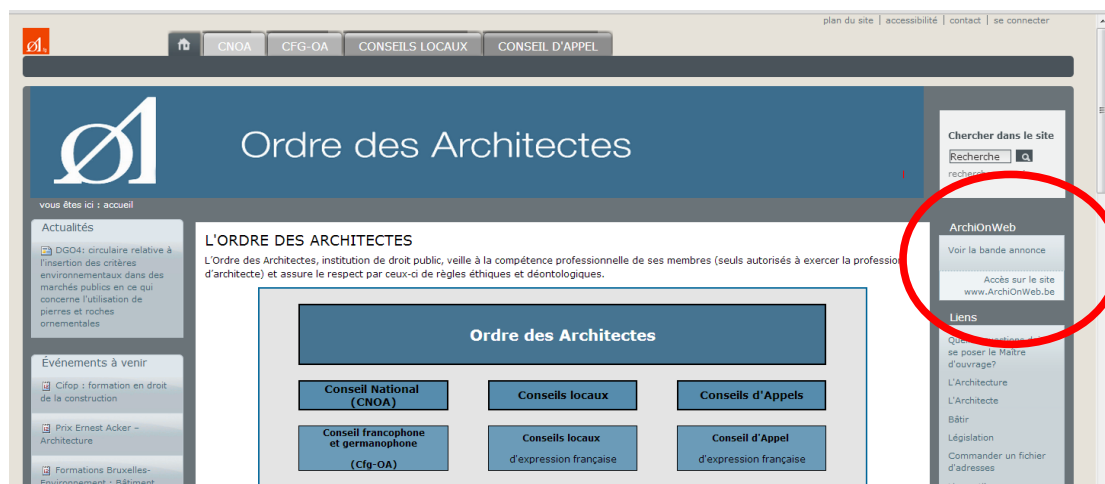 plan du site | accessibilité | contact | se connecter
CNOA
CFG-OA
CONSEILS LOCAUX
CONSEIL D'APPEL
Ordre des Architectes
Chercher dans le site
Recherche
vous êtes ici : accueil
Actualités
DGO4: circulaire relative à
l'insertion des critères
environnementaux dans des
marchés publics en ce qui
concerne l'utilisation de
pierres et roches
ornementales
Événements à venir
Cifop : formation en droit
de la construction
Prix Ernest Acker –
Architecture
Formations Bruxelles-
Environnement : Bâtiment
L'ORDRE DES ARCHITECTES
L'Ordre des Architectes, institution de droit public, veille à la compétence professionnelle de ses membres (seuls autorisés à exercer la profession
d'architecte) et assure le respect par ceux-ci de règles éthiques et déontologiques.
Ordre des Architectes
Conseil National
(CNOA)
Conseils locaux
Conseils d'Appels
Conseil francophone
et germanophone
(Cfg-OA)
Conseils locaux
d'expression française
Conseil d'Appel
d'expression française
ArchiOnWeb
Voir la bande annonce
Accès sur le site
www.ArchiOnWeb.be
Liens
se poser le Maître
d'ouvrage?
L'Architecture
L'Architecte
Bâtir
Législation
Commander un fichier
d'adresses